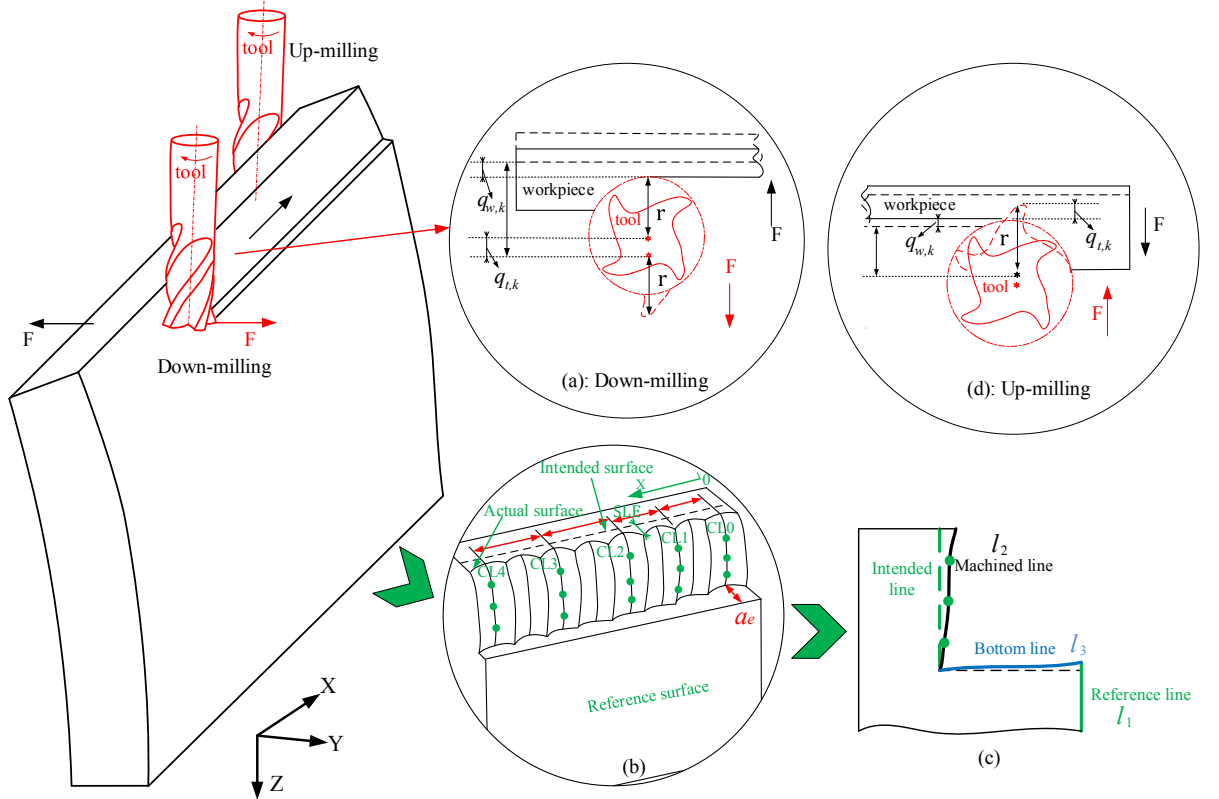 tool
Up-milling
tool
F
F
Down-milling
X
Y
Z
workpiece
q_{w,k}
r
tool
q_{t,k}
r
F
F
(a): Down-milling
workpiece
q_{w,k}
r
q_{t,k}
tool
F
F
(d): Up-milling
Intended surface
X
0
Actual surface
SLE
CL4
CL3
CL2
CL1
CL0
a_e
Reference surface
(b)
l_2
Intended line
Machined line
Bottom line l_3
Reference line
l_1
(c)